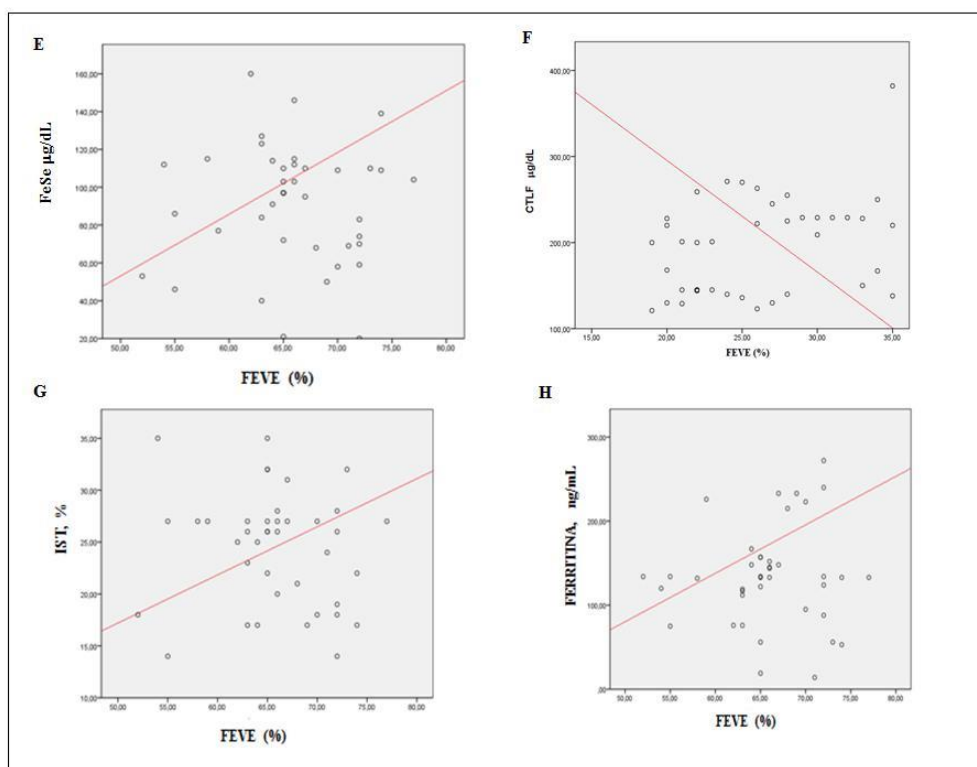 E
160,00
140,00
120,00
100,00
80,00
60,00
40,00
20,00
FeSe µg/dL
50,00 55,00 60,00 65,00 70,00 75,00 80,00
FEVE (%)
F
400,00
300,00
200,00
100,00
CTLF µg/dL
15,00 20,00 25,00 30,00 35,00
FEVE (%)
G
35,00
30,00
25,00
20,00
15,00
10,00
IST, %
50,00 55,00 60,00 65,00 70,00 75,00 80,00
FEVE (%)
H
300,00
200,00
100,00
,00
FERRITINA, ng/mL
50,00 55,00 60,00 65,00 70,00 75,00 80,00
FEVE (%)